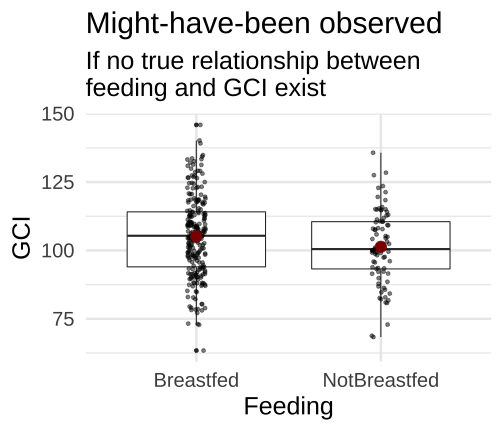 Might-have-been observed
If no true relationship between
feeding and GCI exist
150
125
100
75
GCI
Breastfed
NotBreastfed
Feeding